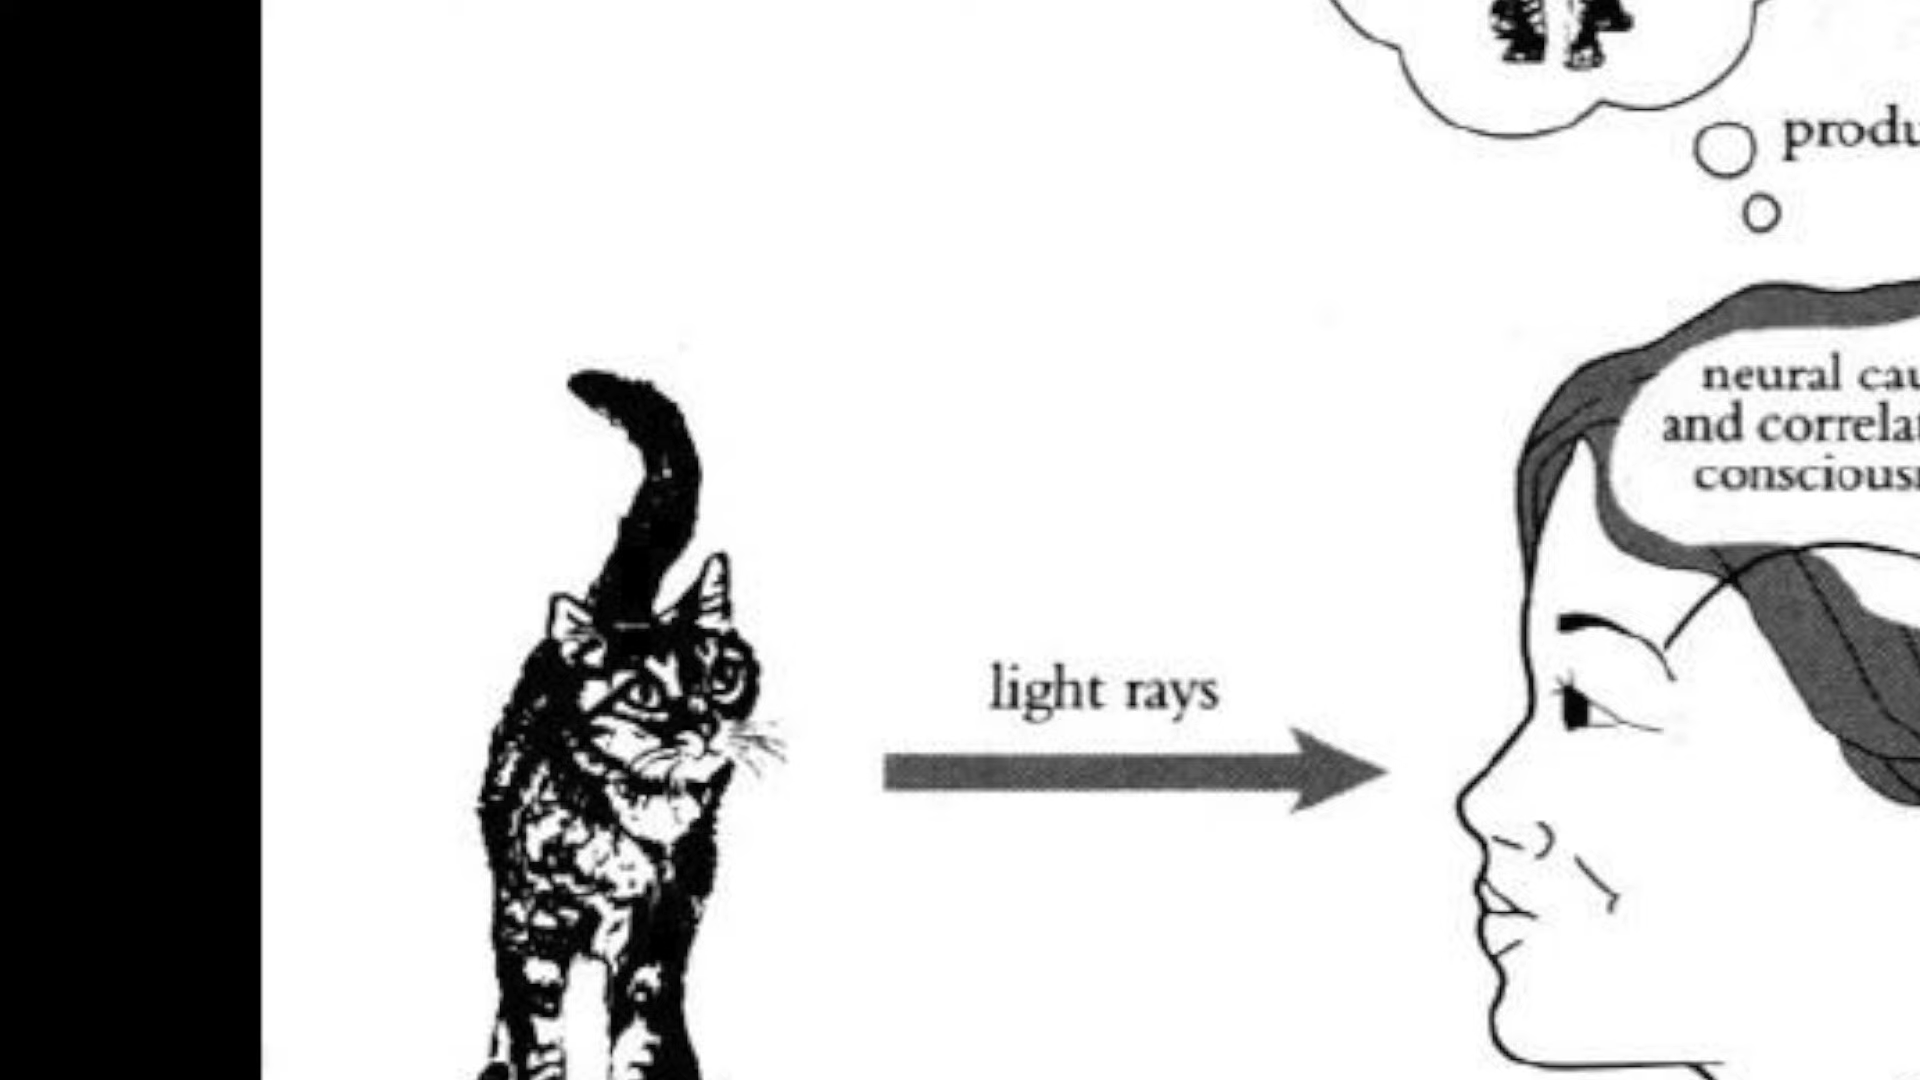 produ
neural cau
and correlat
consciousn
light rays